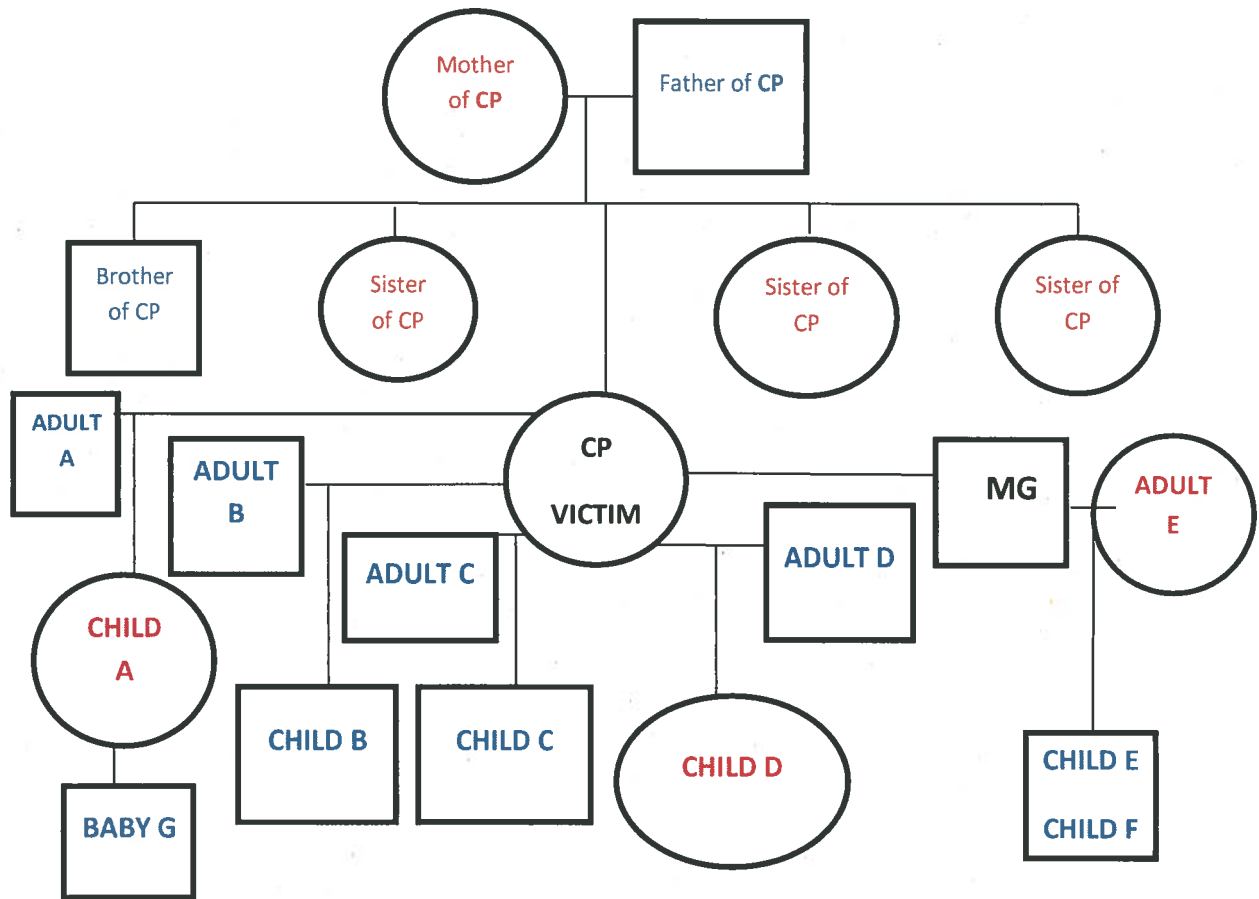 Mother
of CP
Father of CP
Brother
of CP
Sister
of CP
Sister of
CP
Sister of
CP
ADULT
A
ADULT
B
CP
VICTIM
MG
ADULT
E
ADULT C
ADULT D
CHILD
A
CHILD B
CHILD C
CHILD D
CHILD E
CHILD F
BABY G